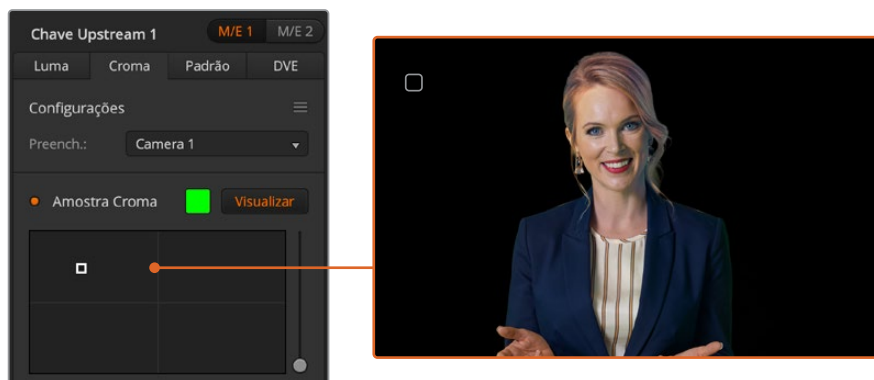 Chave Upstream 1 M/E 1 M/E 2
Luma Croma Padrão DVE
Configurações
Preench.: Camera 1
Amostra Croma Visualizar